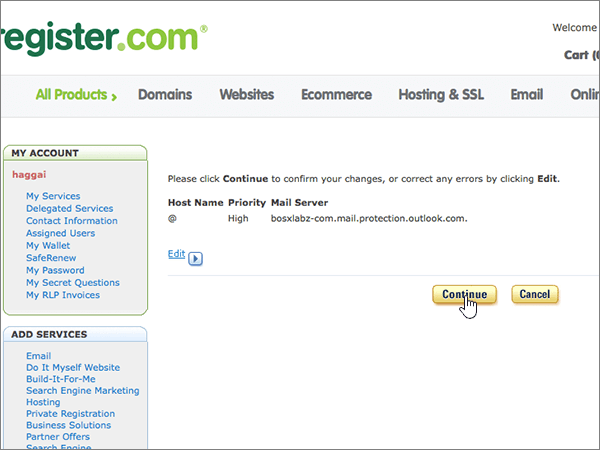 register.com®
Welcome
Cart (
All Products
Domains
Websites
Ecommerce
Hosting & SSL
Email
Onlin
MY ACCOUNT
haggai
My Services
Delegated Services
Contact Information
Assigned Users
My Wallet
SafeRenew
My Password
My Secret Questions
My RLP Invoices
Please click Continue to confirm your changes, or correct any errors by clicking Edit.
Host Name Priority Mail Server
@ High bosxlabz-com.mail.protection.outlook.com.
Edit
Continue
Cancel
ADD SERVICES
Email
Do It Myself Website
Build-It-For-Me
Search Engine Marketing
Hosting
Private Registration
Business Solutions
Partner Offers
Search Engine